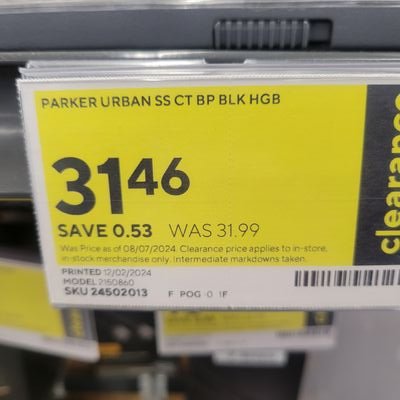 PARKER URBAN SS CT BP BLK HGB
3146
SAVE 0.53 WAS 31.99
Was Price as of 08/07/2024. Clearance price applies to in-store,
in-stock merchandise only. Intermediate markdowns taken.
PRINTED 12/02/2024
MODEL 2150860
SKU 24502013 F POG 0 1F
clearance